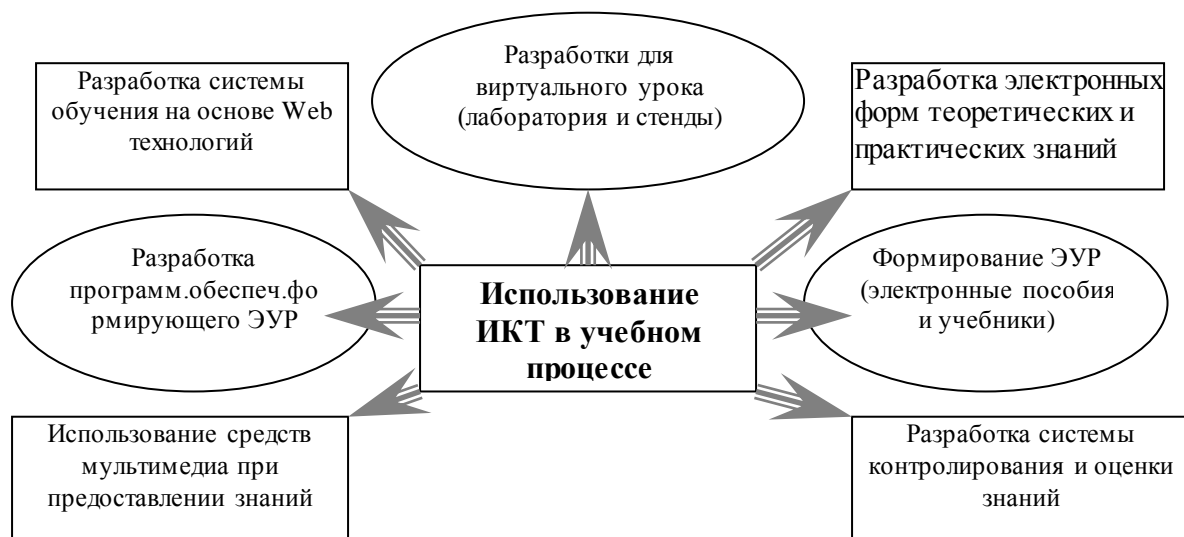 Разработка системы
обучения на основе Web
технологий
Разработки для
виртуального урока
(лаборатория и стенды)
Разработка электронных
форм теоретических и
практических знаний
Разработка
программ.обеспеч.фо
рмирующего ЭУР
Использование
ИКТ в учебном
процессе
Формирование ЭУР
(электронные пособия
и учебники)
Использование средств
мультимедиа при
предоставлении знаний
Разработка системы
контролирования и оценки
знаний